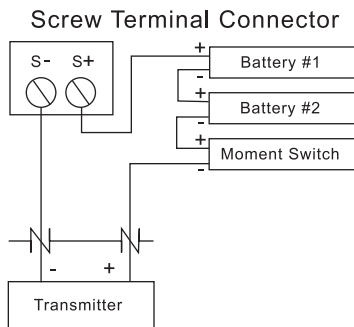 Screw Terminal Connector
S- S+
+
Battery #1
-
+
Battery #2
-
+
Moment Switch
-
- +
Transmitter